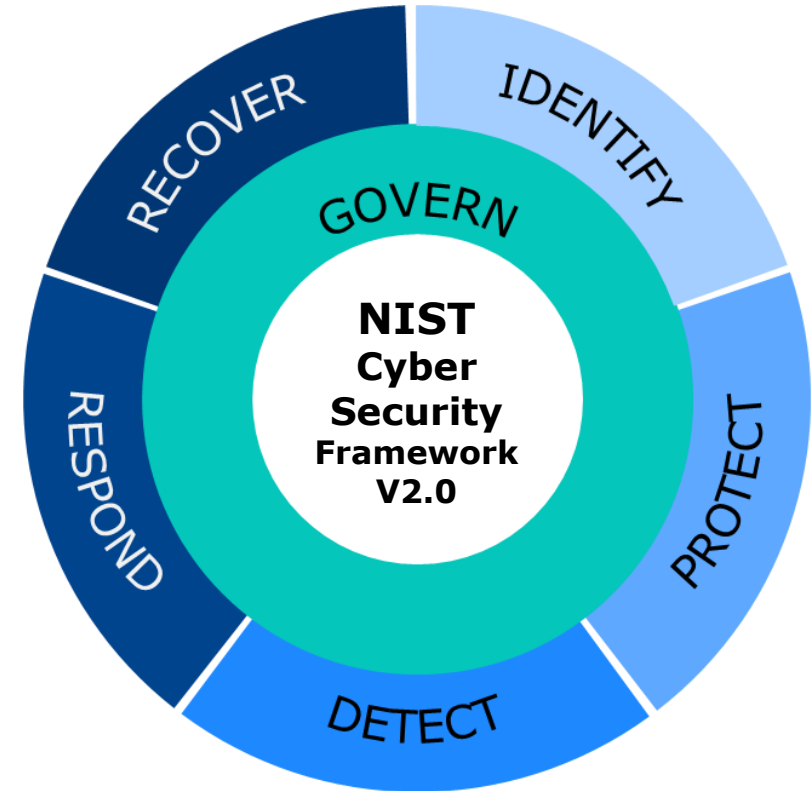 RECOVER
IDENTIFY
GOVERN
NIST
Cyber
Security
Framework
V2.0
RESPOND
PROTECT
DETECT